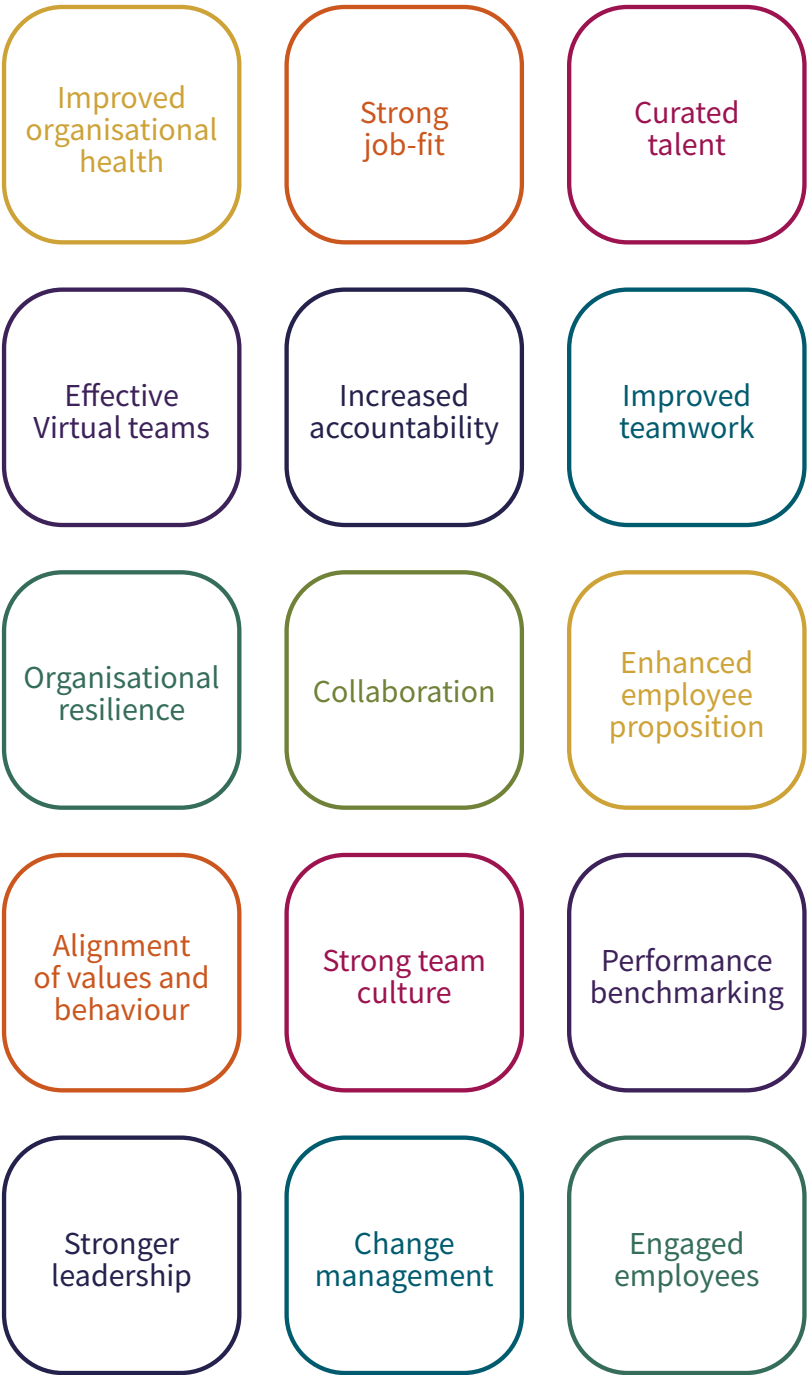 Improved
organisational
health
Strong
job-fit
Curated
talent
Effective
Virtual teams
Increased
accountability
Improved
teamwork
Organisational
resilience
Collaboration
Enhanced
employee
proposition
Alignment
of values and
behaviour
Strong team
culture
Performance
benchmarking
Stronger
leadership
Change
management
Engaged
employees